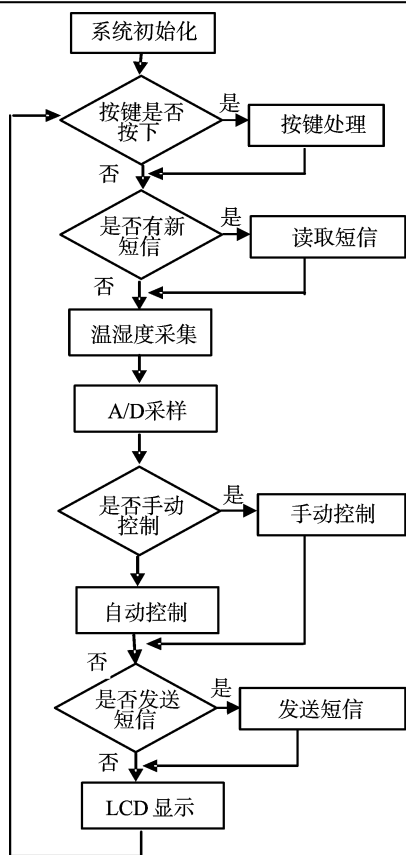 系统初始化
按键是否
按下
是
按键处理
否
是否有新
短信
是
读取短信
否
温湿度采集
A/D采样
是否手动
控制
是
手动控制
自动控制
否
是否发送
短信
是
发送短信
否
LCD 显示